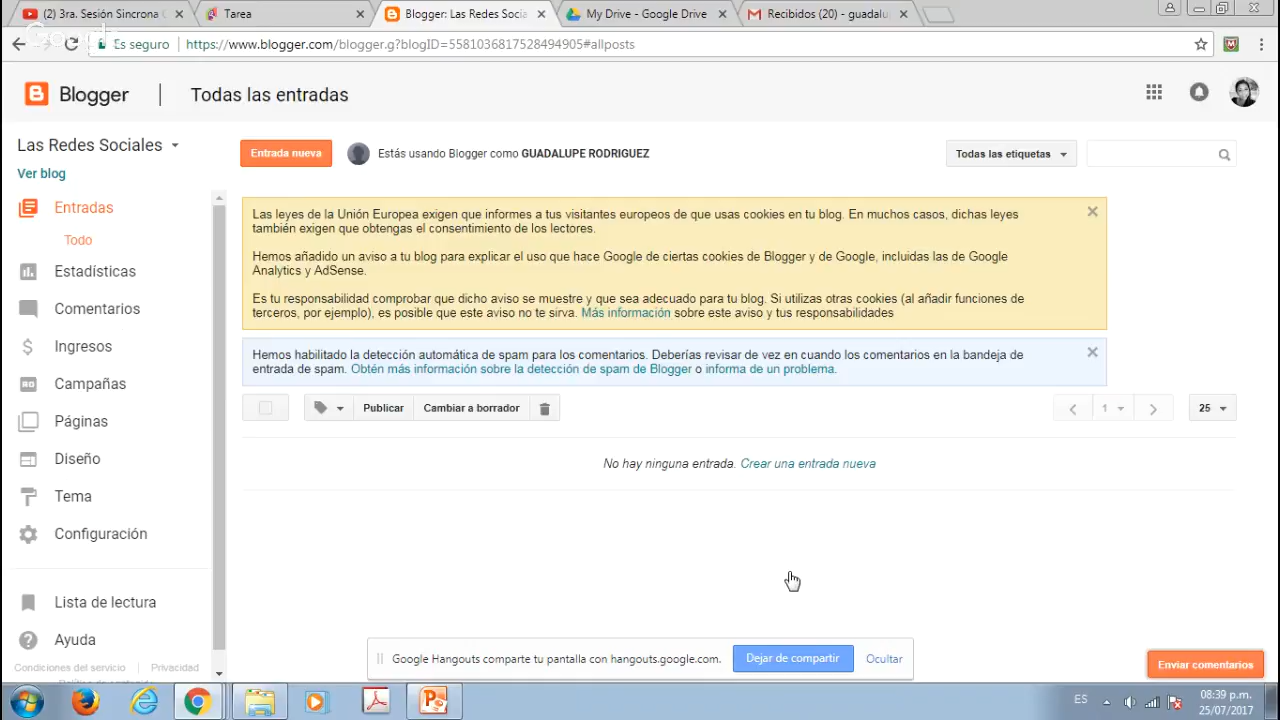 (2) 3ra. Sesión Sincrona
Tarea
Blogger: Las Redes Socia
My Drive - Google Drive
Recibidos (20) - guadalu
Google
Es seguro
https://www.blogger.com/blogger.g?blogID=5581036817528494905#allposts
Blogger
Todas las entradas
Las Redes Sociales
Ver blog
Entrada nueva
Estás usando Blogger como GUADALUPE RODRIGUEZ
Todas las etiquetas
Entradas
Todo
Estadísticas
Comentarios
Ingresos
Campañas
Páginas
Diseño
Tema
Configuración
Lista de lectura
Ayuda
Condiciones del servicio
Privacidad
Las leyes de la Unión Europea exigen que informes a tus visitantes europeos de que usas cookies en tu blog. En muchos casos, dichas leyes
también exigen que obtengas el consentimiento de los lectores.
Hemos añadido un aviso a tu blog para explicar el uso que hace Google de ciertas cookies de Blogger y de Google, incluidas las de Google
Analytics y AdSense.
Es tu responsabilidad comprobar que dicho aviso se muestre y que sea adecuado para tu blog. Si utilizas otras cookies (al añadir funciones de
terceros, por ejemplo), es posible que este aviso no te sirva. Más información sobre este aviso y tus responsabilidades
Hemos habilitado la detección automática de spam para los comentarios. Deberías revisar de vez en cuando los comentarios en la bandeja de
entrada de spam. Obtén más información sobre la detección de spam de Blogger o informa de un problema.
Publicar
Cambiar a borrador
1
25
No hay ninguna entrada. Crear una entrada nueva
Google Hangouts comparte tu pantalla con hangouts.google.com.
Dejar de compartir
Ocultar
Enviar comentarios
ES
08:39 p.m.
25/07/2017